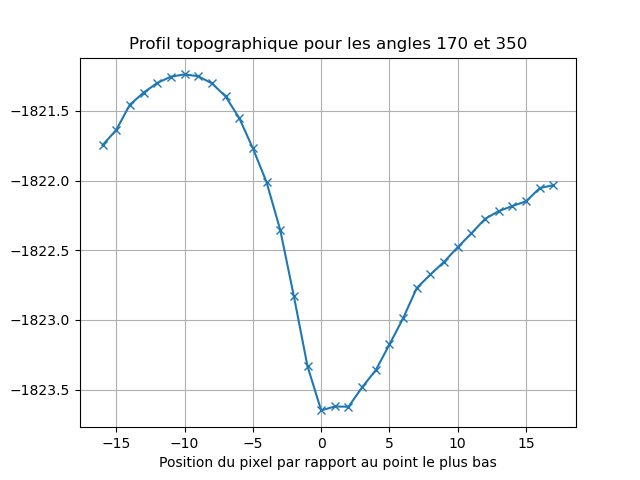 Profil topographique pour les angles 170 et 350
−1821.5
−1822.0
−1822.5
−1823.0
−1823.5
−15 −10 −5 0 5 10 15
Position du pixel par rapport au point le plus bas